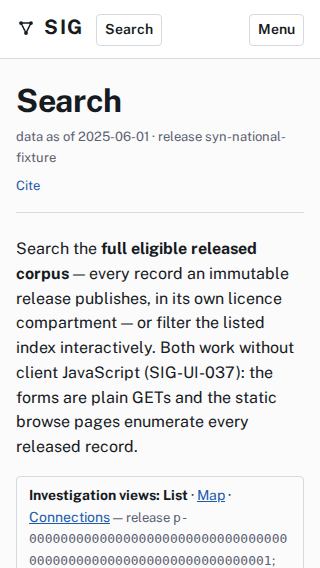 SIG
Search
Menu
Search
data as of 2025-06-01 · release syn-national-
fixture
Cite
Search the full eligible released
corpus — every record an immutable
release publishes, in its own licence
compartment — or filter the listed
index interactively. Both work without
client JavaScript (SIG-UI-037): the
forms are plain GETs and the static
browse pages enumerate every
released record.
Investigation views: List · Map ·
Connections — release p-
00000000000000000000000000000000000
00000000000000000000000000000001;